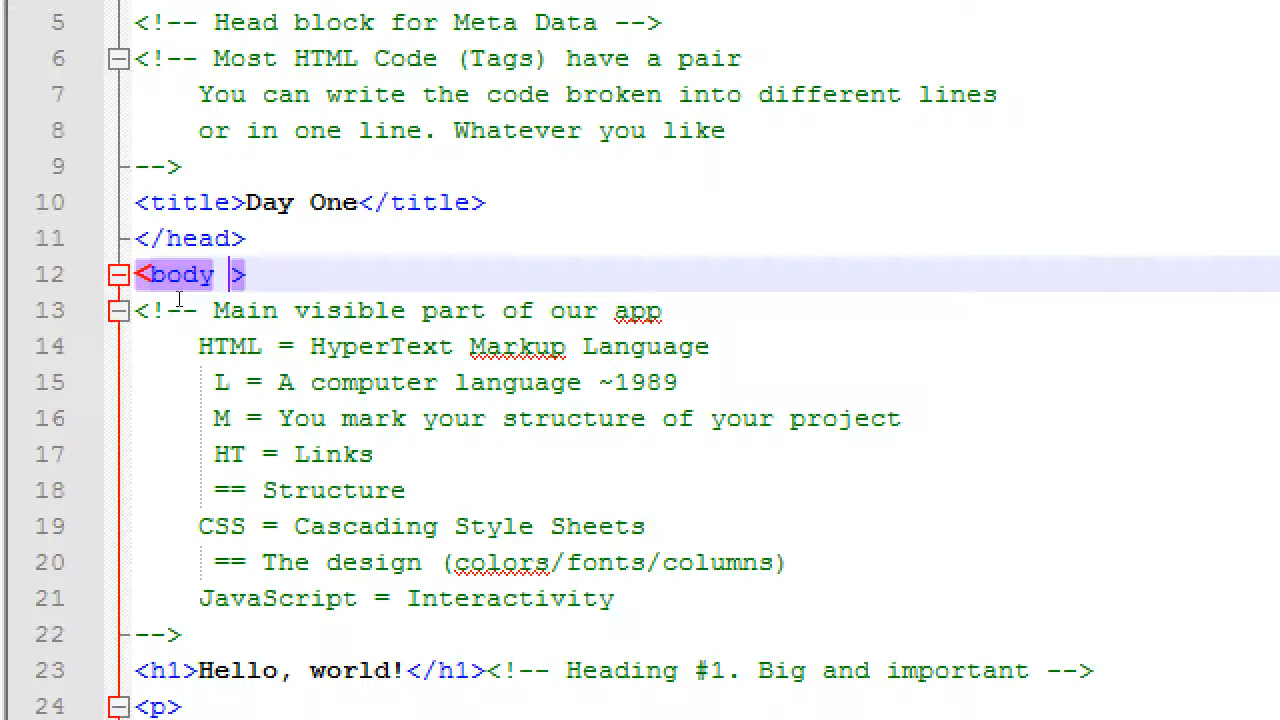 5 <!-- Head block for Meta Data -->
6 <!-- Most HTML Code (Tags) have a pair
7 You can write the code broken into different lines
8 or in one line. Whatever you like
9 -->
10 <title>Day One</title>
11 </head>
12 <body >
13 <!-- Main visible part of our app
14 HTML = HyperText Markup Language
15 L = A computer language ~1989
16 M = You mark your structure of your project
17 HT = Links
18 == Structure
19 CSS = Cascading Style Sheets
20 == The design (colors/fonts/columns)
21 JavaScript = Interactivity
22 -->
23 <h1>Hello, world!</h1><!-- Heading #1. Big and important -->
24 <p>